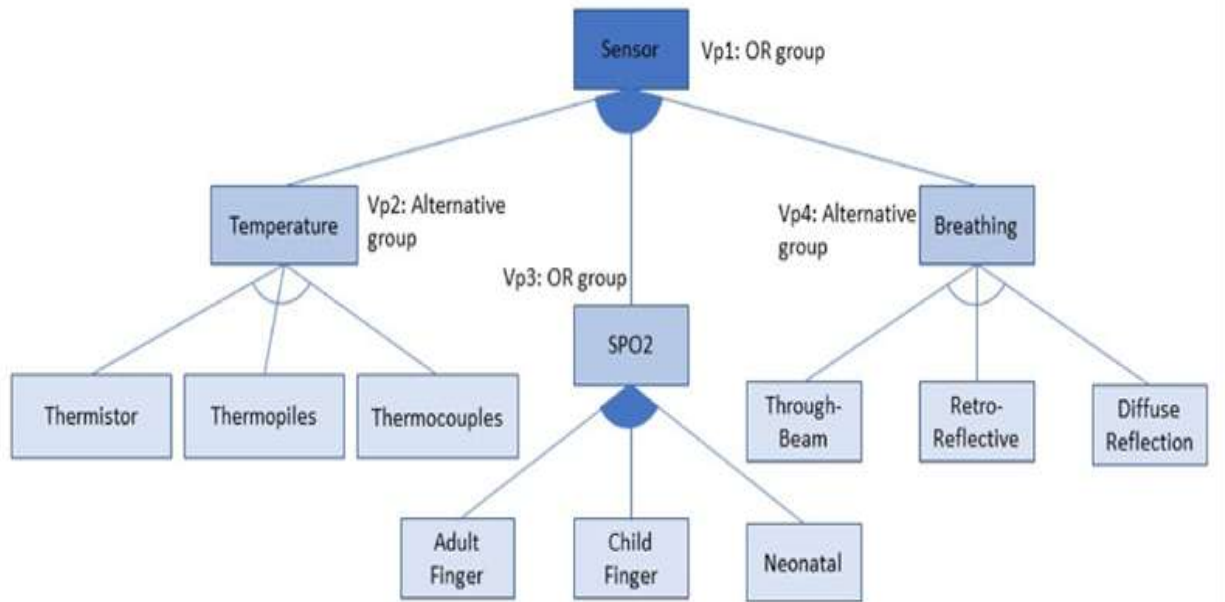 Sensor
Vp1: OR group
Temperature
Vp2: Alternative
group
Vp4: Alternative
group
Breathing
Vp3: OR group
SPO2
Thermistor
Thermopiles
Thermocouples
Through-
Beam
Retro-
Reflective
Diffuse
Reflection
Adult
Finger
Child
Finger
Neonatal